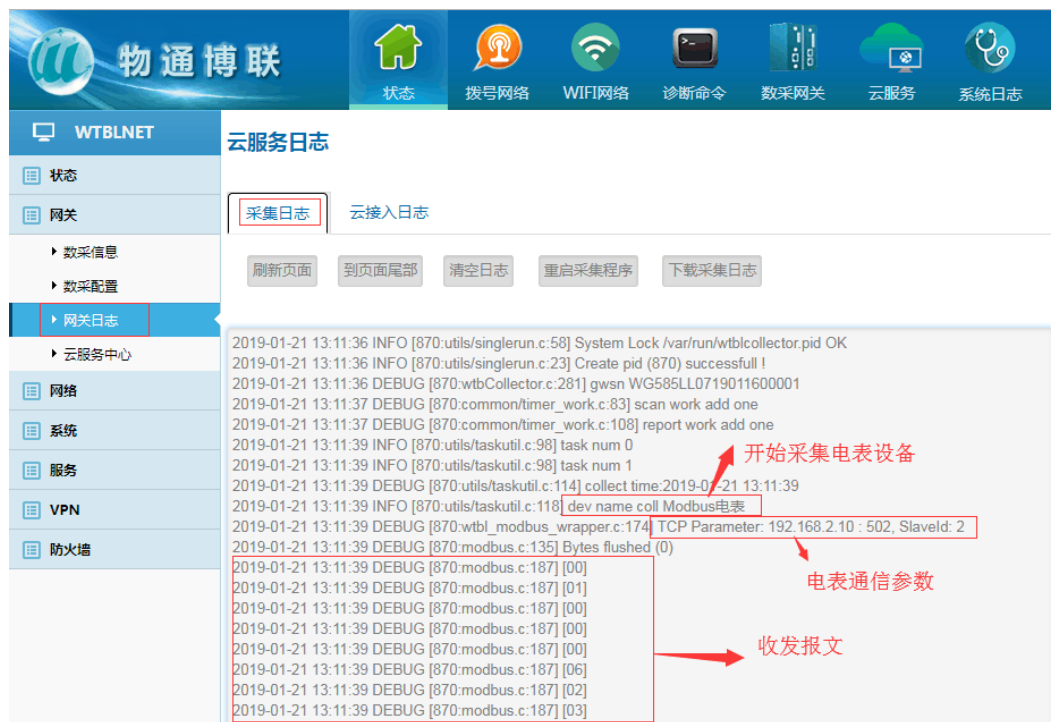 物通博联
状态 拨号网络 WIFI网络 诊断命令 数采网关 云服务 系统日志
WTBLNET
状态
网关
数采信息
数采配置
网关日志
云服务中心
网络
系统
服务
VPN
防火墙
云服务日志
采集日志 云接入日志
刷新页面 到页面尾部 清空日志 重启采集程序 下载采集日志
2019-01-21 13:11:36 INFO [870:utils/singlerun.c:58] System Lock /var/run/wtblcollector.pid OK
2019-01-21 13:11:36 INFO [870:utils/singlerun.c:23] Create pid (870) successfull !
2019-01-21 13:11:36 DEBUG [870:wtbCollector.c:281] gwsn WG585LL0719011600001
2019-01-21 13:11:37 DEBUG [870:common/timer_work.c:83] scan work add one
2019-01-21 13:11:37 DEBUG [870:common/timer_work.c:108] report work add one
2019-01-21 13:11:39 INFO [870:utils/taskutil.c:98] task num 0
2019-01-21 13:11:39 INFO [870:utils/taskutil.c:98] task num 1
2019-01-21 13:11:39 DEBUG [870:utils/taskutil.c:114] collect time:2019-01-21 13:11:39
2019-01-21 13:11:39 INFO [870:utils/taskutil.c:118] dev name coll Modbus电表
2019-01-21 13:11:39 DEBUG [870:wtbl_modbus_wrapper.c:174] TCP Parameter: 192.168.2.10 : 502, SlaveId: 2
2019-01-21 13:11:39 DEBUG [870:modbus.c:135] Bytes flushed (0)
2019-01-21 13:11:39 DEBUG [870:modbus.c:187] [00]
2019-01-21 13:11:39 DEBUG [870:modbus.c:187] [01]
2019-01-21 13:11:39 DEBUG [870:modbus.c:187] [00]
2019-01-21 13:11:39 DEBUG [870:modbus.c:187] [00]
2019-01-21 13:11:39 DEBUG [870:modbus.c:187] [00]
2019-01-21 13:11:39 DEBUG [870:modbus.c:187] [06]
2019-01-21 13:11:39 DEBUG [870:modbus.c:187] [02]
2019-01-21 13:11:39 DEBUG [870:modbus.c:187] [03]
开始采集电表设备
电表通信参数
收发报文